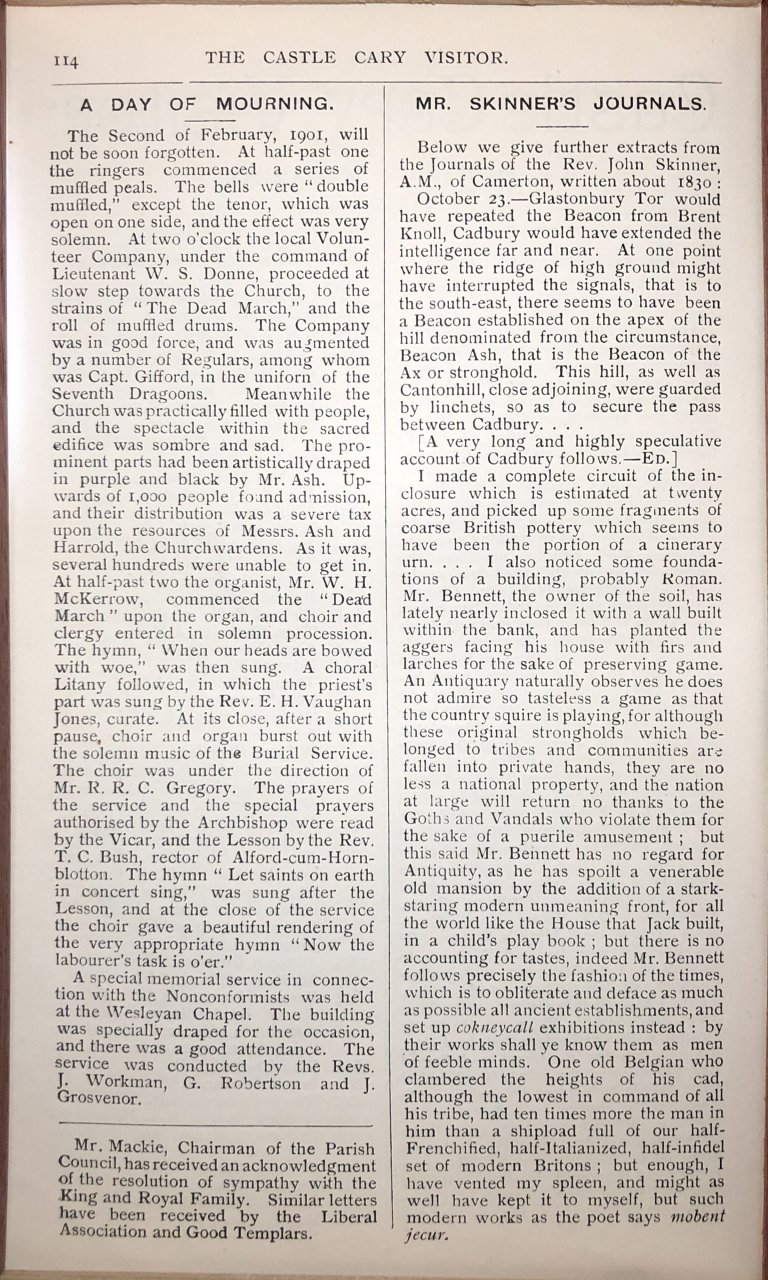 114
THE CASTLE CARY VISITOR.
A DAY OF MOURNING.
The Second of February, 1901, will
not be soon forgotten. At half-past one
the ringers commenced a series of
muffled peals. The bells were “double
muffled,” except the tenor, which was
open on one side, and the effect was very
solemn. At two o'clock the local Volun-
teer Company, under the command of
Lieutenant W. S. Donne, proceeded at
slow step towards the Church, to the
strains of “The Dead March,” and the
roll of muffled drums. The Company
was in good force, and was augmented
by a number of Regulars, among whom
was Capt. Gifford, in the uniforn of the
Seventh Dragoons. Meanwhile the
Church was practically filled with people,
and the spectacle within the sacred
edifice was sombre and sad. The pro-
minent parts had been artistically draped
in purple and black by Mr. Ash. Up-
wards of 1,000 people found admission,
and their distribution was a severe tax
upon the resources of Messrs. Ash and
Harrold, the Churchwardens. As it was,
several hundreds were unable to get in.
At half-past two the organist, Mr. W. H.
McKerrow, commenced the “Dead
March” upon the organ, and choir and
clergy entered in solemn procession.
The hymn, “When our heads are bowed
with woe,” was then sung. A choral
Litany followed, in which the priest's
part was sung by the Rev. E. H. Vaughan
Jones, curate. At its close, after a short
pause, choir and organ burst out with
the solemn music of the Burial Service.
The choir was under the direction of
Mr. R. R. C. Gregory. The prayers of
the service and the special prayers
authorised by the Archbishop were read
by the Vicar, and the Lesson by the Rev.
T. C. Bush, rector of Alford-cum-Horn-
blotton. The hymn “Let saints on earth
in concert sing,” was sung after the
Lesson, and at the close of the service
the choir gave a beautiful rendering of
the very appropriate hymn “Now the
labourer's task is o'er.”
A special memorial service in connec-
tion with the Nonconformists was held
at the Wesleyan Chapel. The building
was specially draped for the occasion,
and there was a good attendance. The
service was conducted by the Revs.
J. Workman, G. Robertson and J.
Grosvenor.
Mr. Mackie, Chairman of the Parish
Council, has received an acknowledgment
of the resolution of sympathy with the
King and Royal Family. Similar letters
have been received by the Liberal
Association and Good Templars.
MR. SKINNER'S JOURNALS.
Below we give further extracts from
the Journals of the Rev. John Skinner,
A.M., of Camerton, written about 1830 :
October 23.—Glastonbury Tor would
have repeated the Beacon from Brent
Knoll, Cadbury would have extended the
intelligence far and near. At one point
where the ridge of high ground might
have interrupted the signals, that is to
the south-east, there seems to have been
a Beacon established on the apex of the
hill denominated from the circumstance,
Beacon Ash, that is the Beacon of the
Ax or stronghold. This hill, as well as
Cantonhill, close adjoining, were guarded
by linchets, so as to secure the pass
between Cadbury. . . .
[A very long and highly speculative
account of Cadbury follows.—ED.]
I made a complete circuit of the in-
closure which is estimated at twenty
acres, and picked up some fragments of
coarse British pottery which seems to
have been the portion of a cinerary
urn. . . . I also noticed some founda-
tions of a building, probably Roman.
Mr. Bennett, the owner of the soil, has
lately nearly inclosed it with a wall built
within the bank, and has planted the
aggers facing his house with firs and
larches for the sake of preserving game.
An Antiquary naturally observes he does
not admire so tasteless a game as that
the country squire is playing, for although
these original strongholds which be-
longed to tribes and communities are
fallen into private hands, they are no
less a national property, and the nation
at large will return no thanks to the
Goths and Vandals who violate them for
the sake of a puerile amusement ; but
this said Mr. Bennett has no regard for
Antiquity, as he has spoilt a venerable
old mansion by the addition of a stark-
staring modern unmeaning front, for all
the world like the House that Jack built,
in a child's play book ; but there is no
accounting for tastes, indeed Mr. Bennett
follows precisely the fashion of the times,
which is to obliterate and deface as much
as possible all ancient establishments, and
set up cokneycall exhibitions instead : by
their works shall ye know them as men
of feeble minds. One old Belgian who
clambered the heights of his cad,
although the lowest in command of all
his tribe, had ten times more the man in
him than a shipload full of our half-
Frenchified, half-Italianized, half-infidel
set of modern Britons ; but enough, I
have vented my spleen, and might as
well have kept it to myself, but such
modern works as the poet says mobent
jecur.